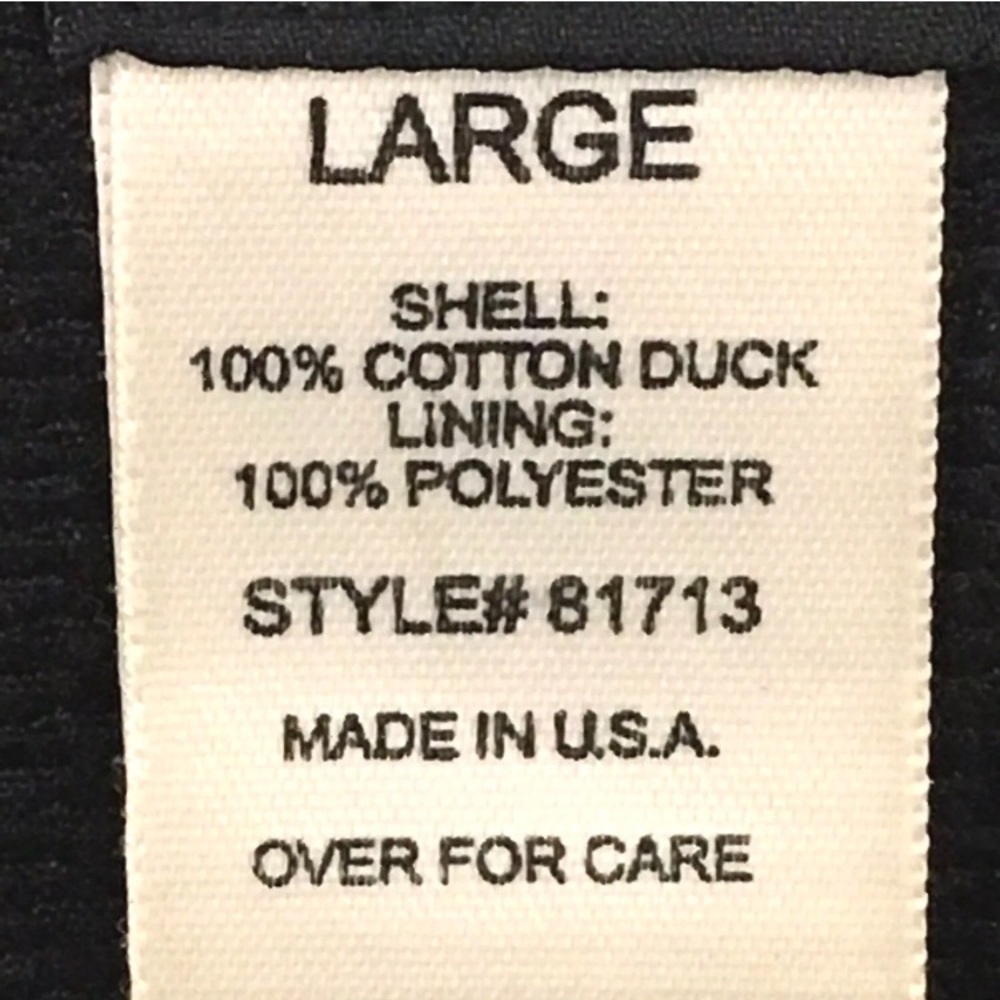 LARGE
SHELL:
100% COTTON DUCK
LINING:
100% POLYESTER
STYLE# 81713
MADE IN U.S.A.
OVER FOR CARE